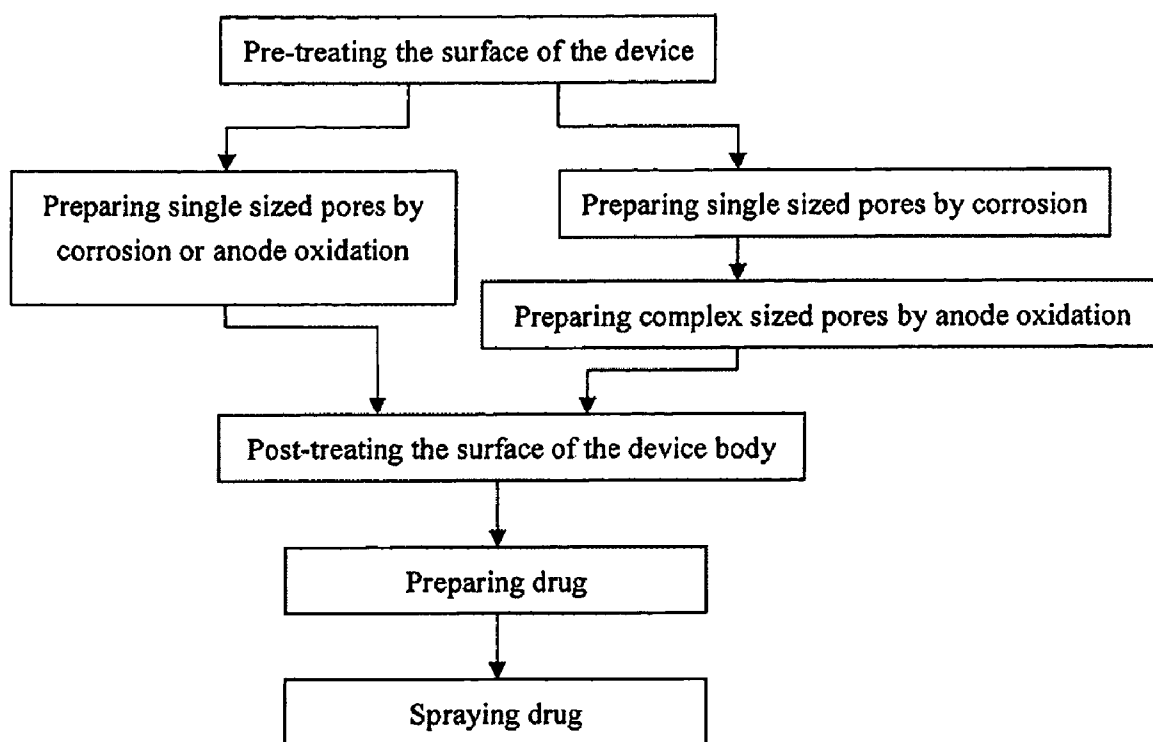 Pre-treating the surface of the device
Preparing single sized pores by
corrosion or anode oxidation
Preparing single sized pores by corrosion
Preparing complex sized pores by anode oxidation
Post-treating the surface of the device body
Preparing drug
Spraying drug